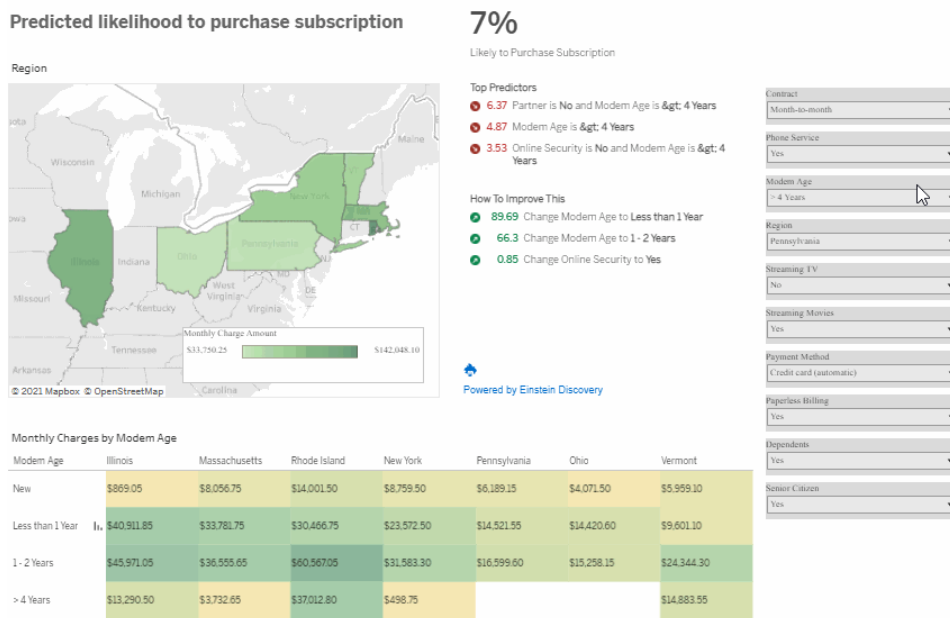 Predicted likelihood to purchase subscription
7%
Likely to Purchase Subscription
Region
Top Predictors
6.37 Partner is No and Modem Age is &gt; 4 Years
4.87 Modem Age is &gt; 4 Years
3.53 Online Security is No and Modem Age is &gt; 4
Years
How To Improve This
89.69 Change Modem Age to Less than 1 Year
66.3 Change Modem Age to 1 - 2 Years
0.85 Change Online Security to Yes
Powered by Einstein Discovery
Contract
Month-to-month
Phone Service
Yes
Modem Age
> 4 Years
Region
Pennsylvania
Streaming TV
No
Streaming Movies
Yes
Payment Method
Credit card (automatic)
Paperless Billing
Yes
Dependents
Yes
Senior Citizen
Yes
Maine
Wisconsin
Michigan
New York
VT
MA
CT
Illinois
Indiana
Ohio
Pennsylvania
NJ
MD
DE
West
Virginia
Missouri
Kentucky
Virginia
Tennessee
Arkansas
Carolina
Monthly Charge Amount
$33,750.25 $142,048.10
© 2021 Mapbox © OpenStreetMap
Monthly Charges by Modem Age
Modem Age Illinois Massachusetts Rhode Island New York Pennsylvania Ohio Vermont
New $869.05 $8,056.75 $14,001.50 $8,759.50 $6,189.15 $4,071.50 $5,959.10
Less than 1 Year $40,911.85 $33,781.75 $30,466.75 $23,572.50 $14,521.55 $14,420.60 $9,601.10
1 - 2 Years $45,971.05 $36,555.65 $60,567.05 $31,583.30 $16,599.60 $15,258.15 $24,344.30
> 4 Years $13,290.50 $3,732.65 $37,012.80 $498.75 $14,883.55